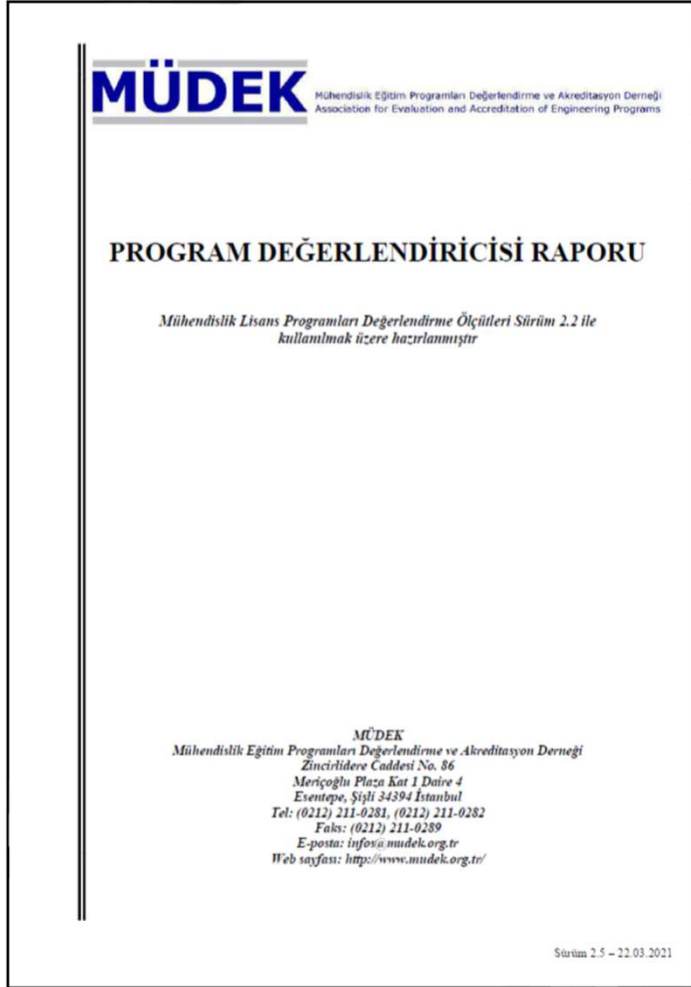 MÜDEK
Mühendislik Eğitim Programları Değerlendirme ve Akreditasyon Derneği
Association for Evaluation and Accreditation of Engineering Programs
PROGRAM DEĞERLENDİRİCİSİ RAPORU
Mühendislik Lisans Programları Değerlendirme Ölçütleri Sürüm 2.2 ile
kullanılmak üzere hazırlanmıştır
MÜDEK
Mühendislik Eğitim Programları Değerlendirme ve Akreditasyon Derneği
Zincirlidere Caddesi No. 86
Meriçoğlu Plaza Kat 1 Daire 4
Esentepe, Şişli 34394 İstanbul
Tel: (0212) 211-0281, (0212) 211-0282
Faks: (0212) 211-0289
E-posta: infos@mudek.org.tr
Web sayfası: http://www.mudek.org.tr/
Sürüm 2.5 – 22.03.2021